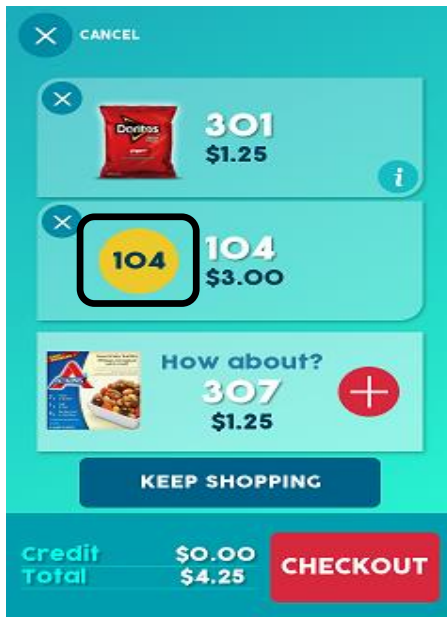 CANCEL
Doritos
301
$1.25
i
104
104
$3.00
How about?
ATKINS
307
$1.25
KEEP SHOPPING
Credit $0.00
Total $4.25
CHECKOUT